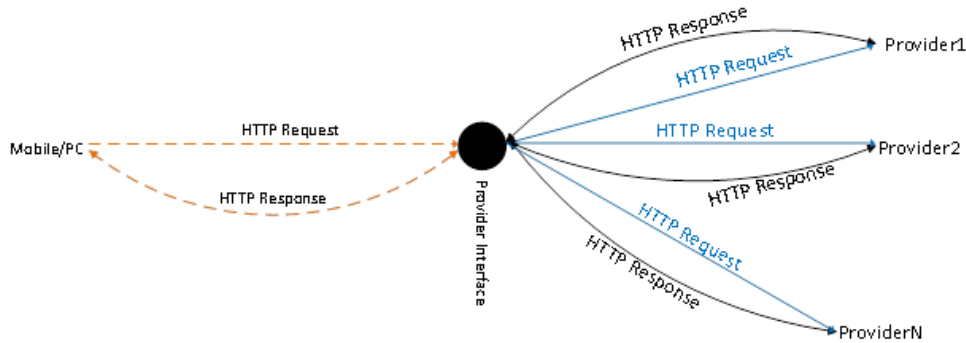 HTTP Response
Provider1
HTTP Request
HTTP Request
HTTP Request
Mobile/PC
Provider2
HTTP Response
HTTP Response
Provider Interface
HTTP Request
HTTP Response
ProviderN